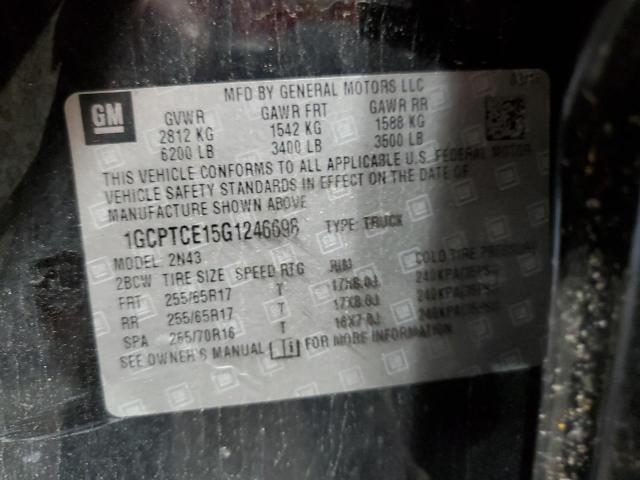 GM
MFD BY GENERAL MOTORS LLC
GVWR GAWR FRT GAWR RR
2812 KG 1542 KG 1588 KG
6200 LB 3400 LB 3500 LB
THIS VEHICLE CONFORMS TO ALL APPLICABLE U.S. FEDERAL MOTOR
VEHICLE SAFETY STANDARDS IN EFFECT ON THE DATE OF
MANUFACTURE SHOWN ABOVE
1GCPTCE15G1246696 TYPE: TRUCK
MODEL: 2N43
2BCW TIRE SIZE SPEED RTG RIM COLD TIRE PRESSURE
FRT 255/65R17 T 17X8.0J
RR 255/65R17 T 17X8.0J
SPA 265/70R16 T 16X7.0J
SEE OWNER'S MANUAL i FOR MORE INFORMATION